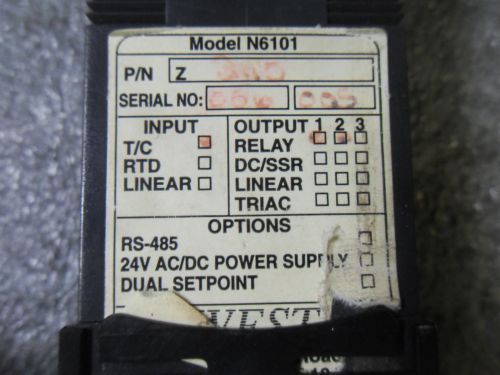 Model N6101
P/N Z
SERIAL NO:
INPUT
T/C
RTD
LINEAR
OUTPUT 1 2 3
RELAY
DC/SSR
LINEAR
TRIAC
OPTIONS
RS-485
24V AC/DC POWER SUPPLY
DUAL SETPOINT
WEST